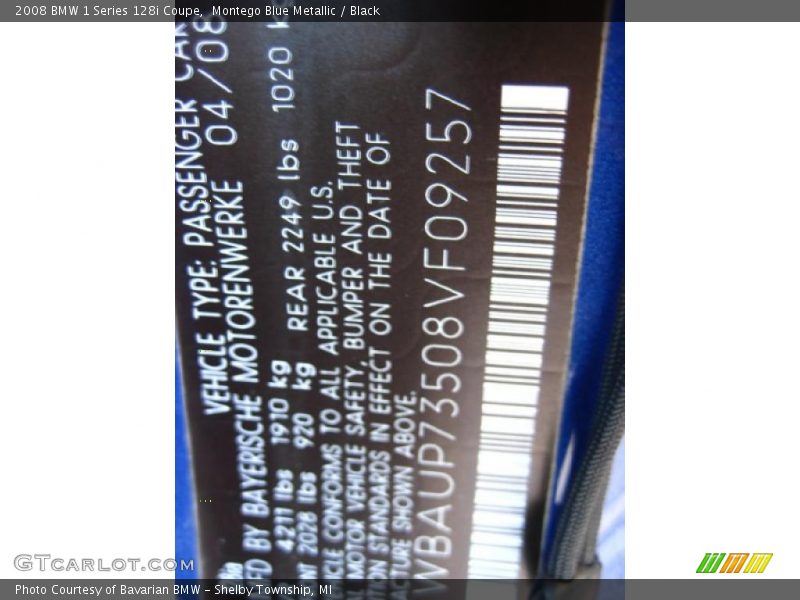 2008 BMW 1 Series 128i Coupe,  Montego Blue Metallic / Black
VEHICLE TYPE: PASSENGER CAR
BY BAYERISCHE MOTORENWERKE 04/08
4211 lbs 1910 kg
2028 lbs 920 kg REAR 2249 lbs 1020
CONFORMS TO ALL APPLICABLE U.S.
MOTOR VEHICLE SAFETY, BUMPER AND THEFT
STANDARDS IN EFFECT ON THE DATE OF
SHOWN ABOVE.
WBAUP73508VF09257
GTCARLOT.COM
Photo Courtesy of Bavarian BMW – Shelby Township, MI